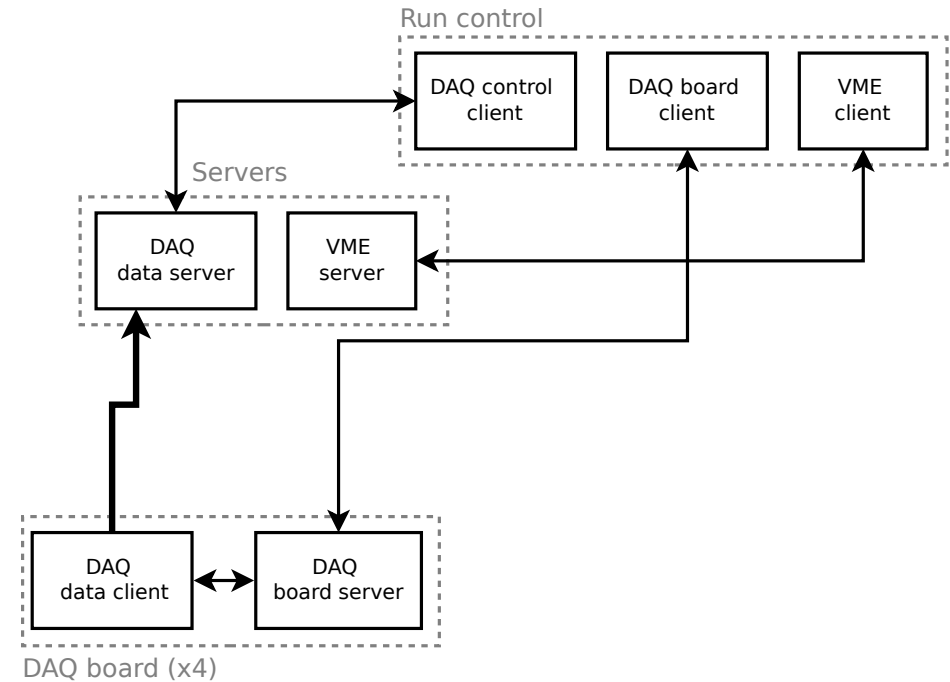 Run control
DAQ control
client
DAQ board
client
VME
client
Servers
DAQ
data server
VME
server
DAQ
data client
DAQ
board server
DAQ board (x4)